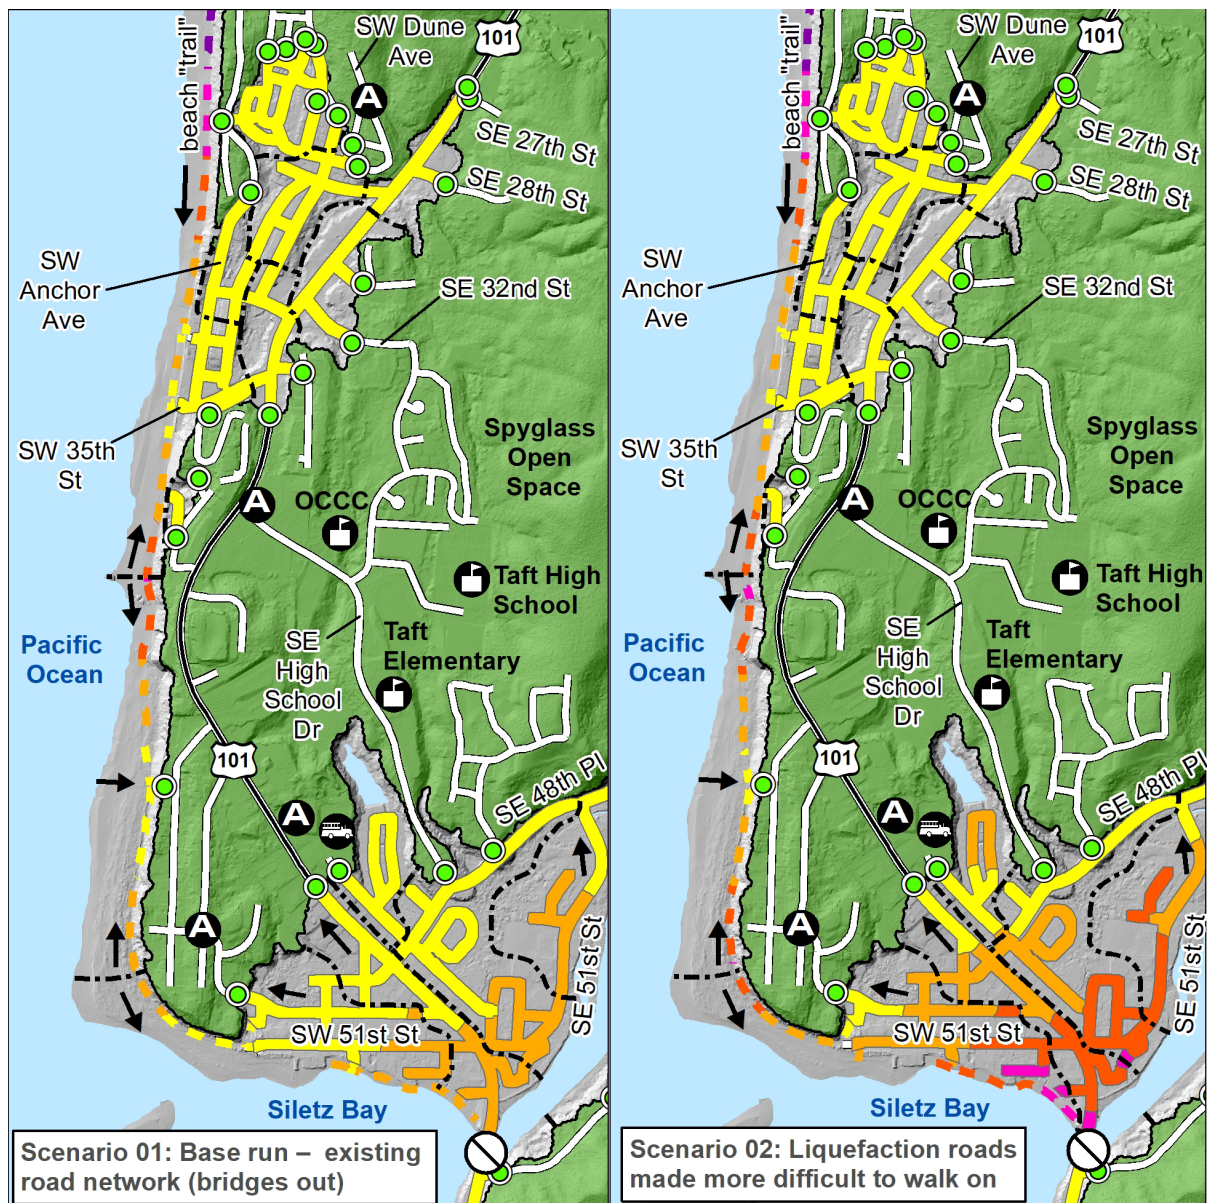 beach "trail"
SW Dune
Ave
101
A
SE 27th St
SE 28th St
SW
Anchor
Ave
SE 32nd St
SW 35th
St
Spyglass
Open
Space
A
OCCC
Taft High
School
Pacific
Ocean
SE
High
School
Dr
Taft
Elementary
101
A
SE 48th Pl
A
SE 51st St
SW 51st St
Siletz Bay
Scenario 01: Base run – existing
road network (bridges out)
beach "trail"
SW Dune
Ave
101
A
SE 27th St
SE 28th St
SW
Anchor
Ave
SE 32nd St
SW 35th
St
Spyglass
Open
Space
A
OCCC
Taft High
School
Pacific
Ocean
SE
High
School
Dr
Taft
Elementary
101
A
SE 48th Pl
A
SE 51st St
SW 51st St
Siletz Bay
Scenario 02: Liquefaction roads
made more difficult to walk on